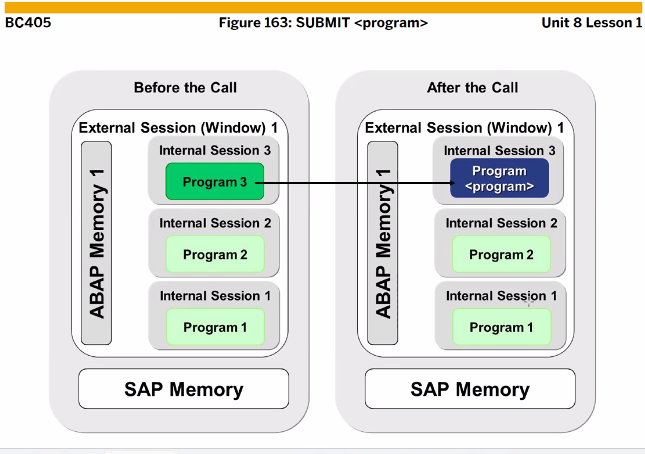 BC405 Figure 163: SUBMIT <program> Unit 8 Lesson 1
Before the Call
External Session (Window) 1
ABAP Memory 1
Internal Session 3
Program 3
Internal Session 2
Program 2
Internal Session 1
Program 1
SAP Memory
After the Call
External Session (Window) 1
ABAP Memory 1
Internal Session 3
Program
<program>
Internal Session 2
Program 2
Internal Session 1
Program 1
SAP Memory